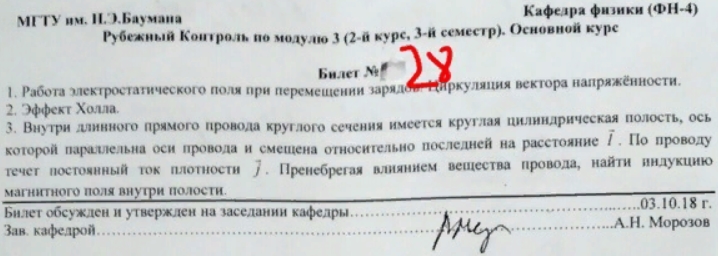 МГТУ им. Н.Э.Баумана
Кафедра физики (ФН-4)
Рубежный Контроль по модулю 3 (2-й курс, 3-й семестр). Основной курс
Билет № 28
1. Работа электростатического поля при перемещении зарядов. Циркуляция вектора напряжённости.
2. Эффект Холла.
3. Внутри длинного прямого провода круглого сечения имеется круглая цилиндрическая полость, ось
которой параллельна оси провода и смещена относительно последней на расстояние l⃗ . По проводу
течет постоянный ток плотности j⃗ . Пренебрегая влиянием вещества провода, найти индукцию
магнитного поля внутри полости.
Билет обсужден и утвержден на заседании кафедры……………………………………03.10.18 г.
Зав. кафедрой……………………………………………………………А.Н. Морозов